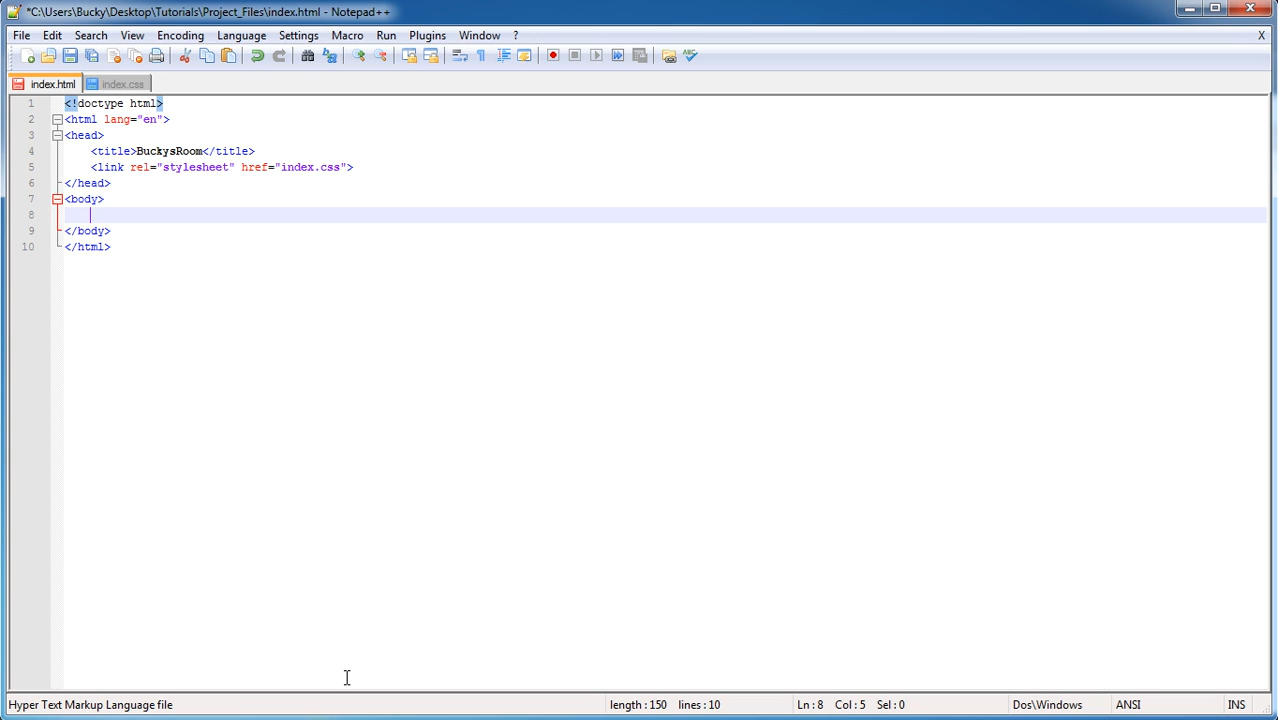 *C:\Users\Bucky\Desktop\Tutorials\Project_Files\index.html - Notepad++
File Edit Search View Encoding Language Settings Macro Run Plugins Window ? X
index.html index.css
1 <!doctype html>
2 <html lang="en">
3 <head>
4 <title>BuckysRoom</title>
5 <link rel="stylesheet" href="index.css">
6 </head>
7 <body>
8
9 </body>
10 </html>
Hyper Text Markup Language file length : 150 lines : 10 Ln : 8 Col : 5 Sel : 0 Dos\Windows ANSI INS